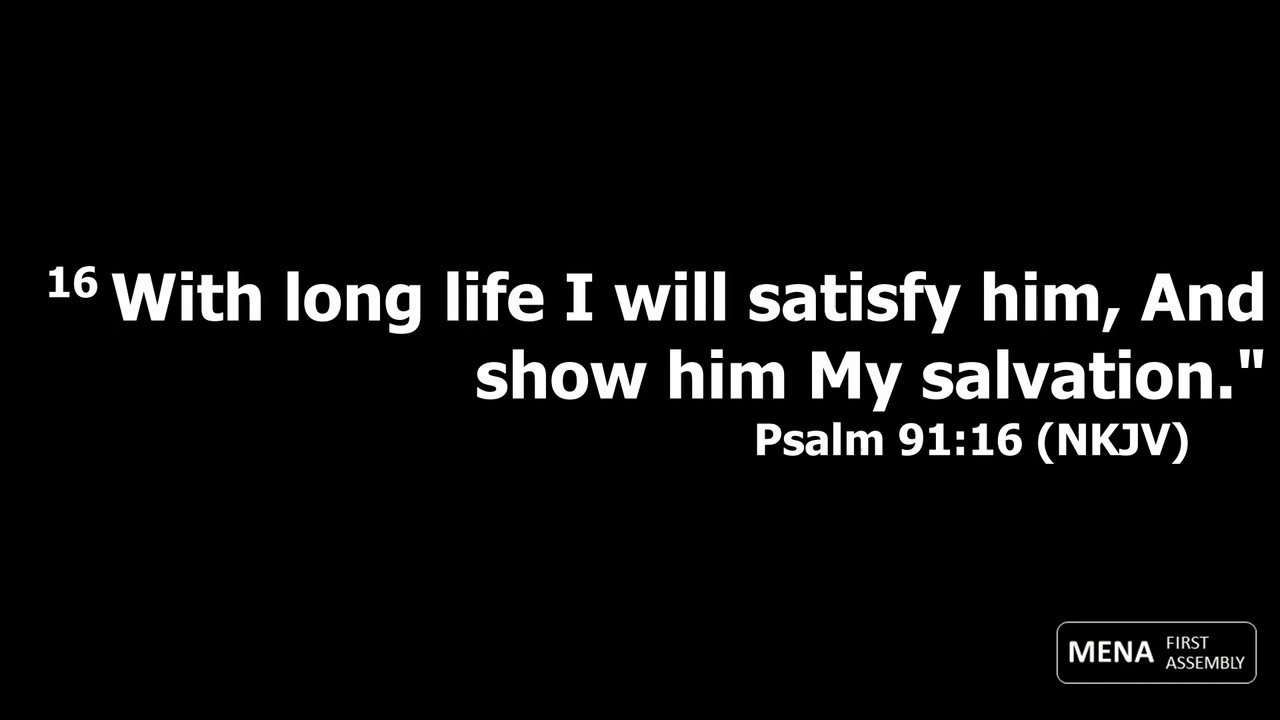 16 With long life I will satisfy him, And
show him My salvation."
Psalm 91:16 (NKJV)
MENA FIRST
ASSEMBLY